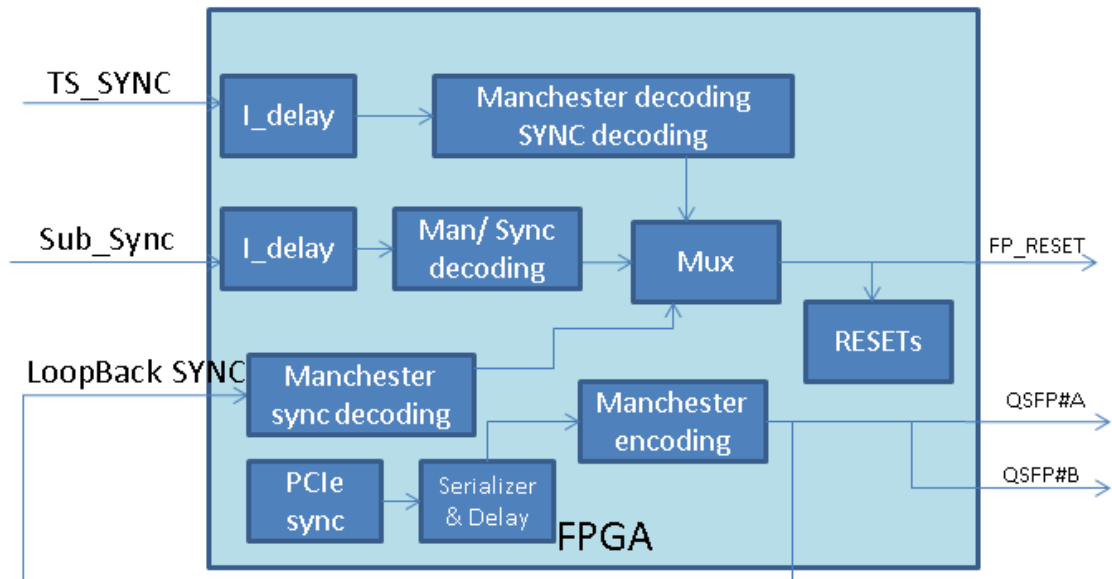 TS_SYNC
I_delay
Manchester decoding
SYNC decoding
Sub_Sync
I_delay
Man/ Sync
decoding
Mux
FP_RESET
RESETs
LoopBack SYNC
Manchester
sync decoding
Manchester
encoding
QSFP#A
QSFP#B
PCIe
sync
Serializer
& Delay
FPGA